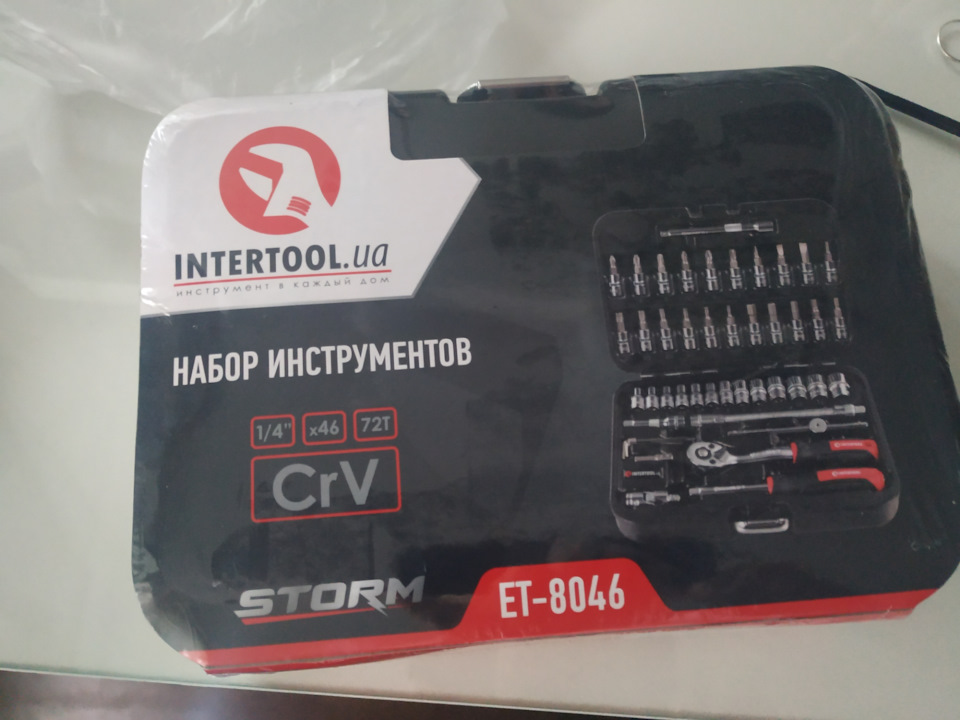 INTERTOOL.ua
инструмент в каждый дом
НАБОР ИНСТРУМЕНТОВ
1/4" x46 72T
CrV
STORM
ET-8046